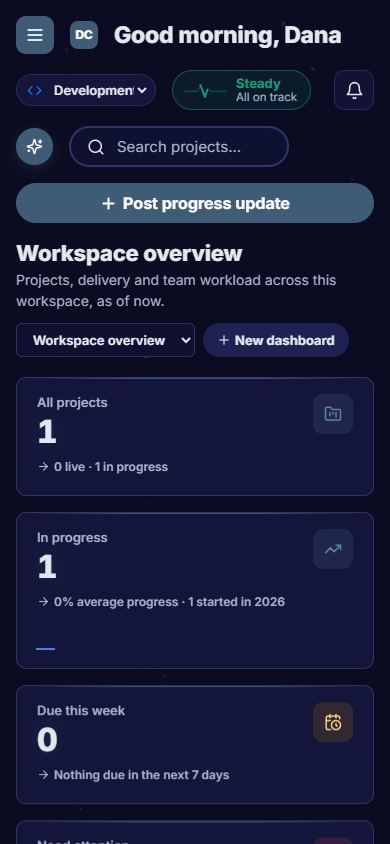 DC
Good morning, Dana
Steady
All on track
Search projects...
+ Post progress update
Workspace overview
Projects, delivery and team workload across this
workspace, as of now.
Workspace overview
+ New dashboard
All projects
1
→ 0 live · 1 in progress
In progress
1
→ 0% average progress · 1 started in 2026
Due this week
0
→ Nothing due in the next 7 days